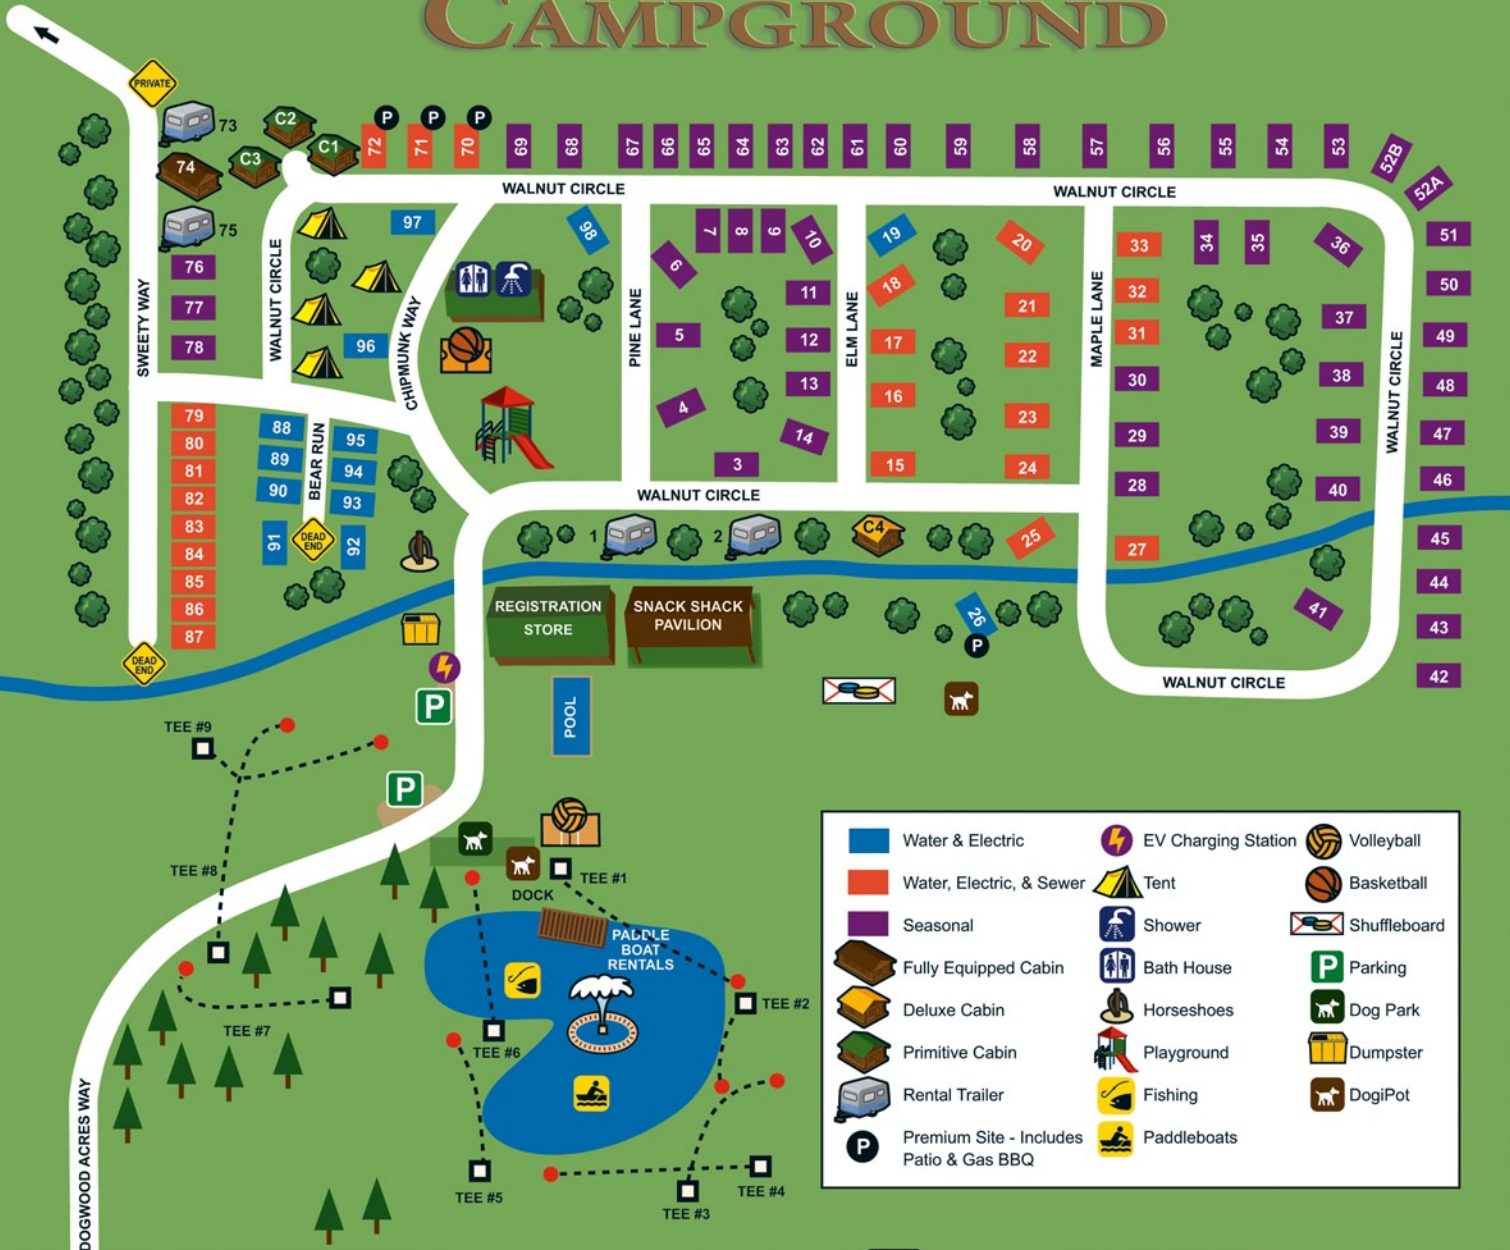 CAMPGROUND
PRIVATE
73
C2
C1
C3
74
75
72
P
71
P
70
P
69
68
67
66
65
64
63
62
61
60
59
58
57
56
55
54
53
52B
52A
WALNUT CIRCLE
WALNUT CIRCLE
97
98
7
8
9
10
19
20
33
34
35
36
51
76
77
78
SWEETY WAY
WALNUT CIRCLE
96
CHIPMUNK WAY
PINE LANE
6
5
4
3
11
12
13
14
ELM LANE
18
17
16
15
21
22
23
24
MAPLE LANE
32
31
30
29
28
27
37
38
39
40
41
WALNUT CIRCLE
50
49
48
47
46
45
44
43
42
79
80
81
82
83
84
85
86
87
88
89
90
91
BEAR RUN
95
94
93
92
DEAD
END
DEAD
END
WALNUT CIRCLE
1
2
C4
25
26
P
REGISTRATION
STORE
SNACK SHACK
PAVILION
WALNUT CIRCLE
P
POOL
P
TEE #9
TEE #8
TEE #7
DOCK
TEE #1
PADDLE
BOAT
RENTALS
TEE #2
TEE #6
TEE #5
TEE #4
TEE #3
DOGWOOD ACRES WAY
Water & Electric
Water, Electric, & Sewer
Seasonal
Fully Equipped Cabin
Deluxe Cabin
Primitive Cabin
Rental Trailer
P
Premium Site - Includes
Patio & Gas BBQ
EV Charging Station
Tent
Shower
Bath House
Horseshoes
Playground
Fishing
Paddleboats
Volleyball
Basketball
Shuffleboard
P
Parking
Dog Park
Dumpster
DogiPot